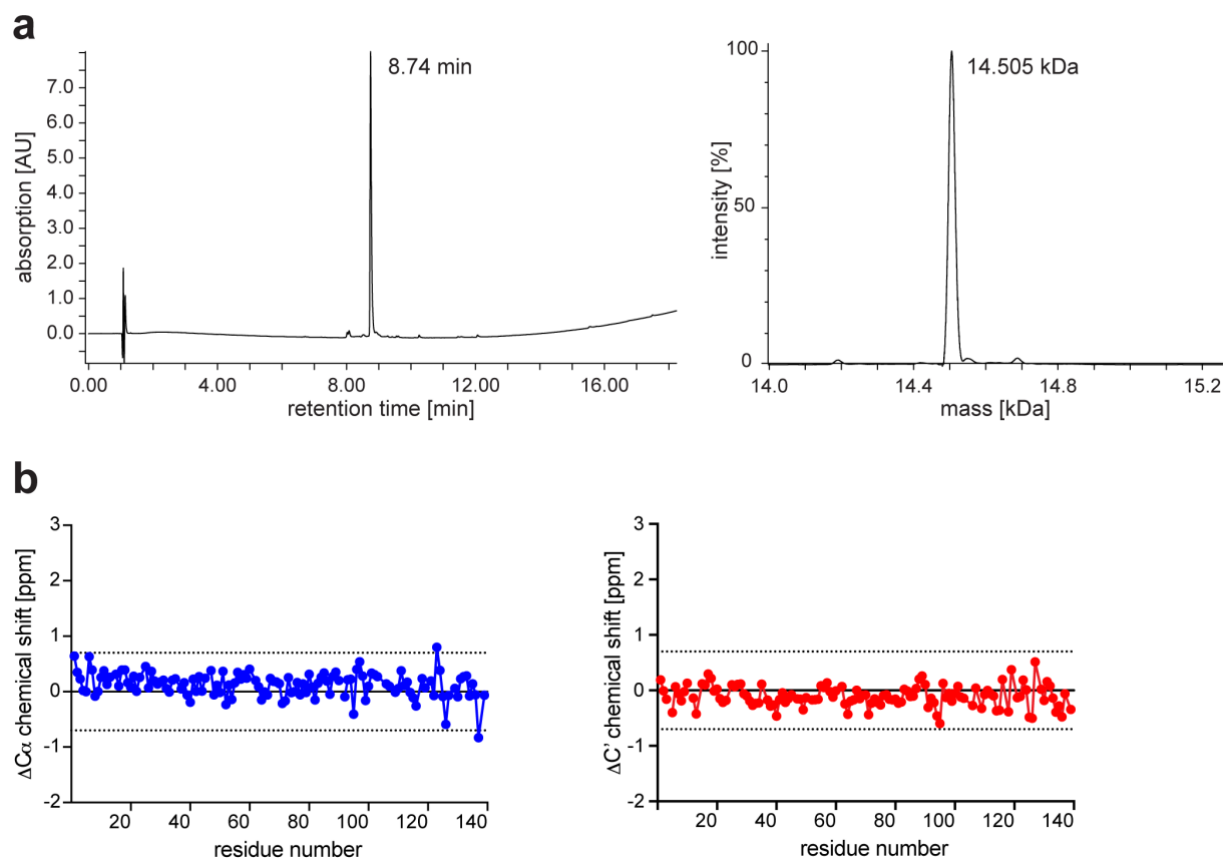 a
8.74 min
absorption [AU]
7.0
6.0
5.0
4.0
3.0
2.0
1.0
0.0
0.00 4.00 8.00 12.00 16.00
retention time [min]
14.505 kDa
intensity [%]
100
50
0
14.0 14.4 14.8 15.2
mass [kDa]
b
ΔCα chemical shift [ppm]
3
2
1
0
-1
-2
20 40 60 80 100 120 140
residue number
ΔC' chemical shift [ppm]
3
2
1
0
-1
-2
20 40 60 80 100 120 140
residue number